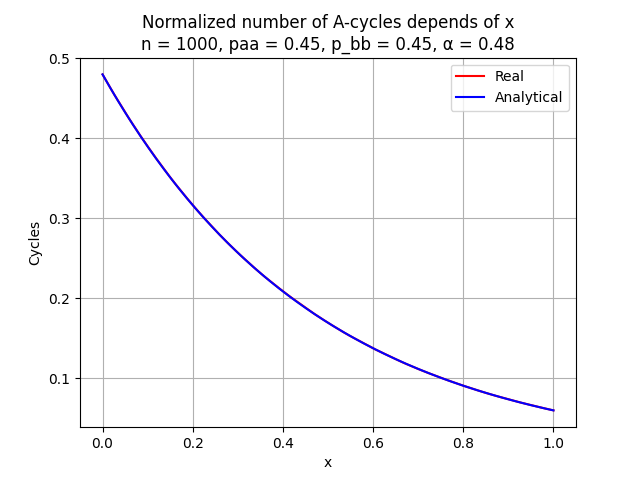 Normalized number of A-cycles depends of x
n = 1000, paa = 0.45, p_bb = 0.45, α = 0.48
Real
Analytical
0.5
0.4
0.3
0.2
0.1
Cycles
0.0 0.2 0.4 0.6 0.8 1.0
x